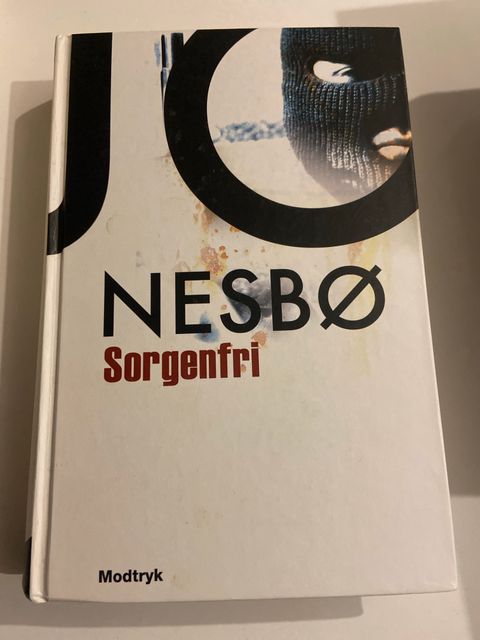 JO
NESBØ
Sorgenfri
Modtryk